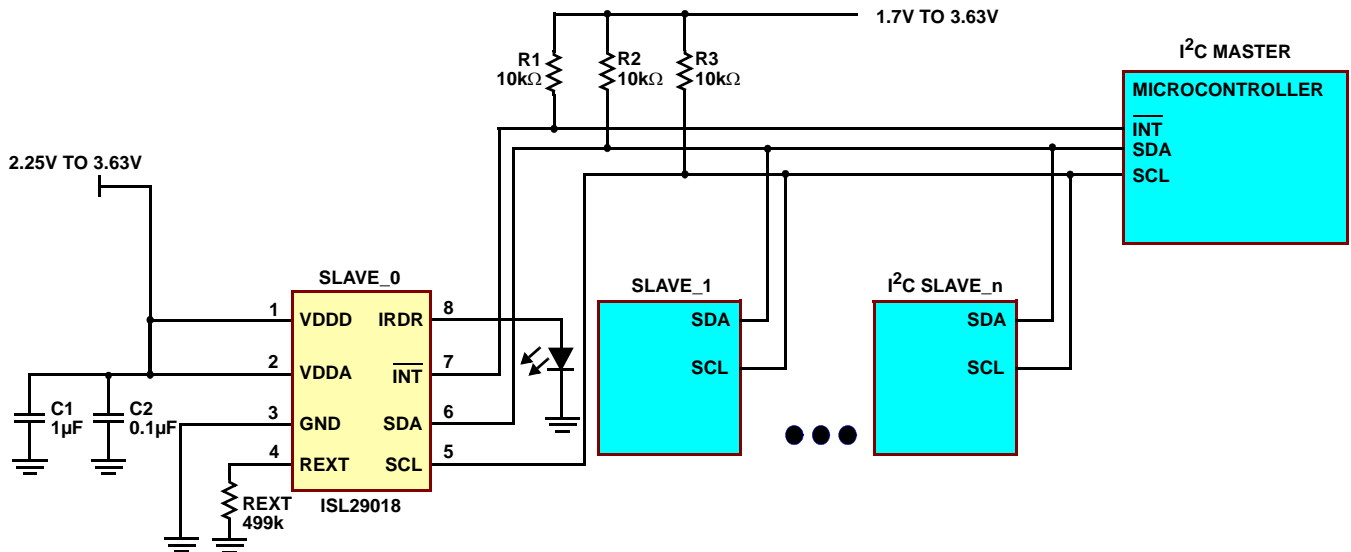 1.7V TO 3.63V
R1
10kΩ
R2
10kΩ
R3
10kΩ
I²C MASTER
MICROCONTROLLER
INT
SDA
SCL
2.25V TO 3.63V
SLAVE_0
1
VDDD
IRDR
8
2
VDDA
INT
7
3
GND
SDA
6
4
REXT
SCL
5
ISL29018
C1
1µF
C2
0.1µF
REXT
499k
SLAVE_1
SDA
SCL
I²C SLAVE_n
SDA
SCL